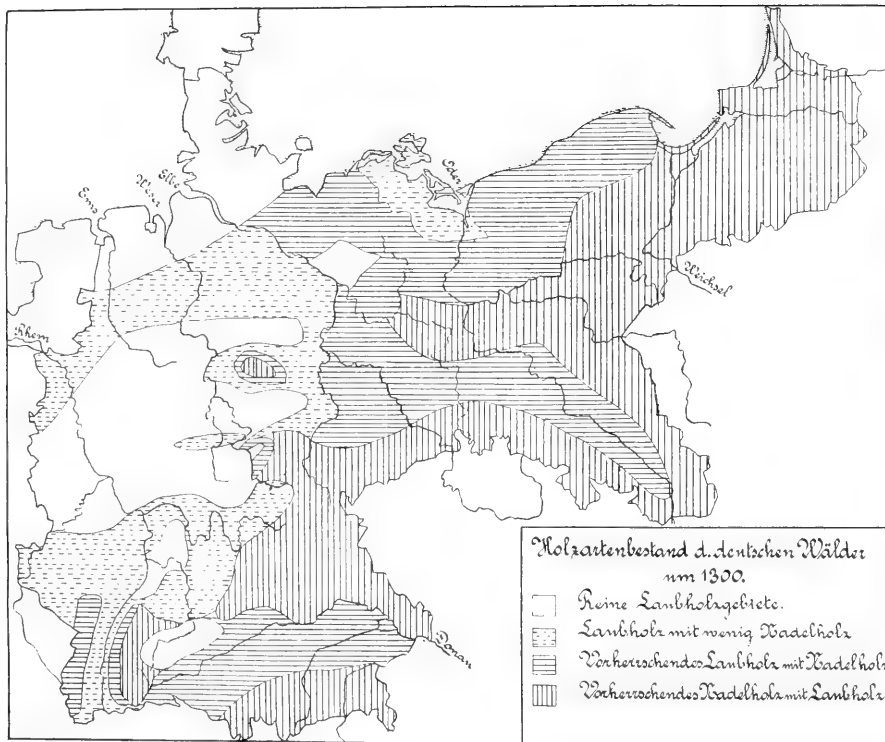 Ems
Weser
Elbe
Oder
Weichsel
Rhein
Donau
Holzartenbestand d. deutschen Wälder
um 1300.
Reine Laubholzgebiete.
Laubholz mit wenig Nadelholz
Vorherrschendes Laubholz mit Nadelholz
Vorherrschendes Nadelholz mit Laubholz